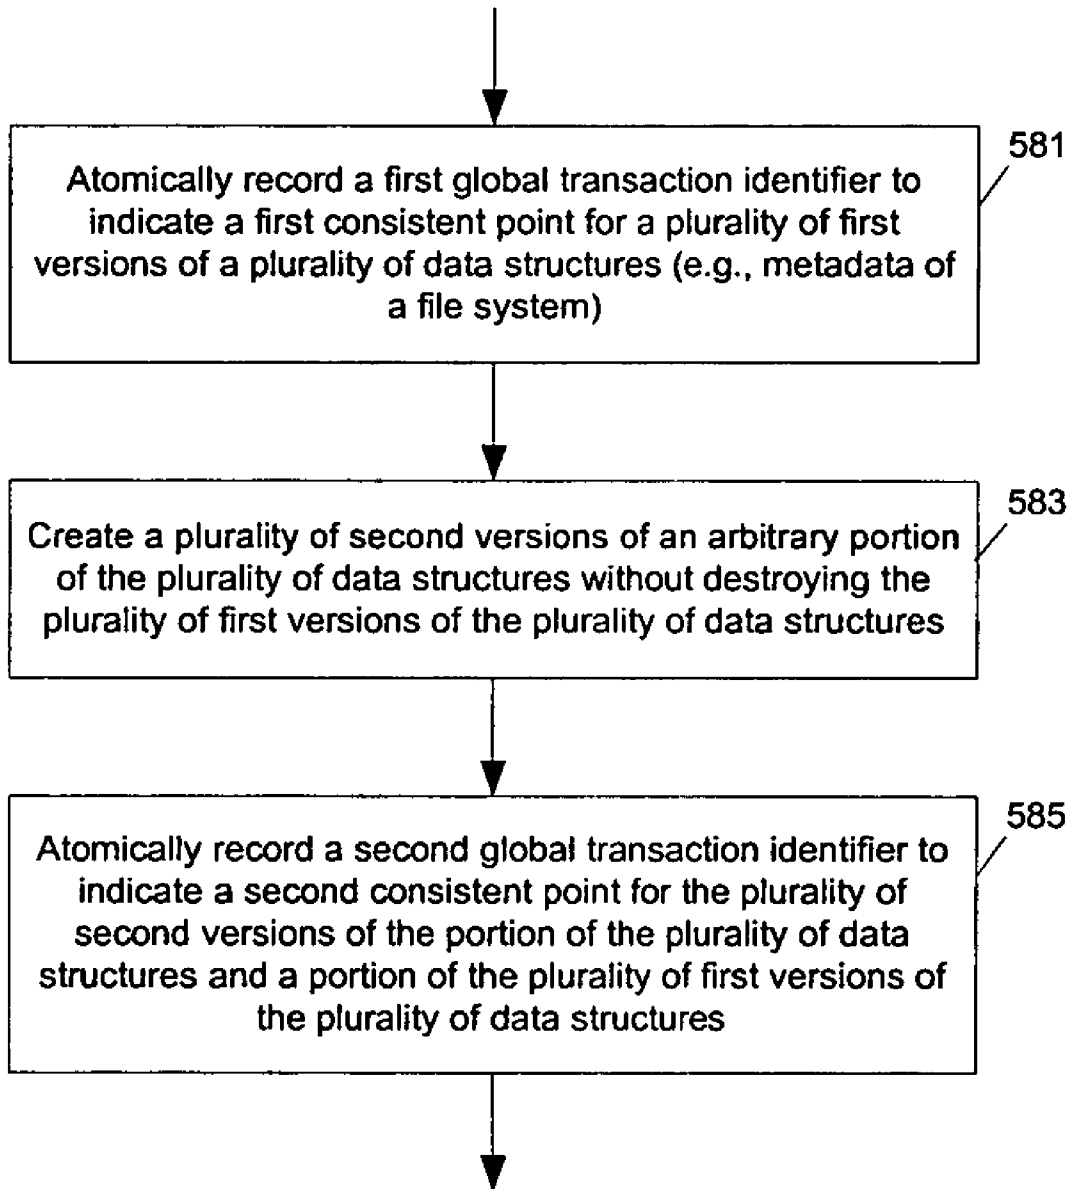 581
Atomically record a first global transaction identifier to
indicate a first consistent point for a plurality of first
versions of a plurality of data structures (e.g., metadata of
a file system)
583
Create a plurality of second versions of an arbitrary portion
of the plurality of data structures without destroying the
plurality of first versions of the plurality of data structures
585
Atomically record a second global transaction identifier to
indicate a second consistent point for the plurality of
second versions of the portion of the plurality of data
structures and a portion of the plurality of first versions of
the plurality of data structures